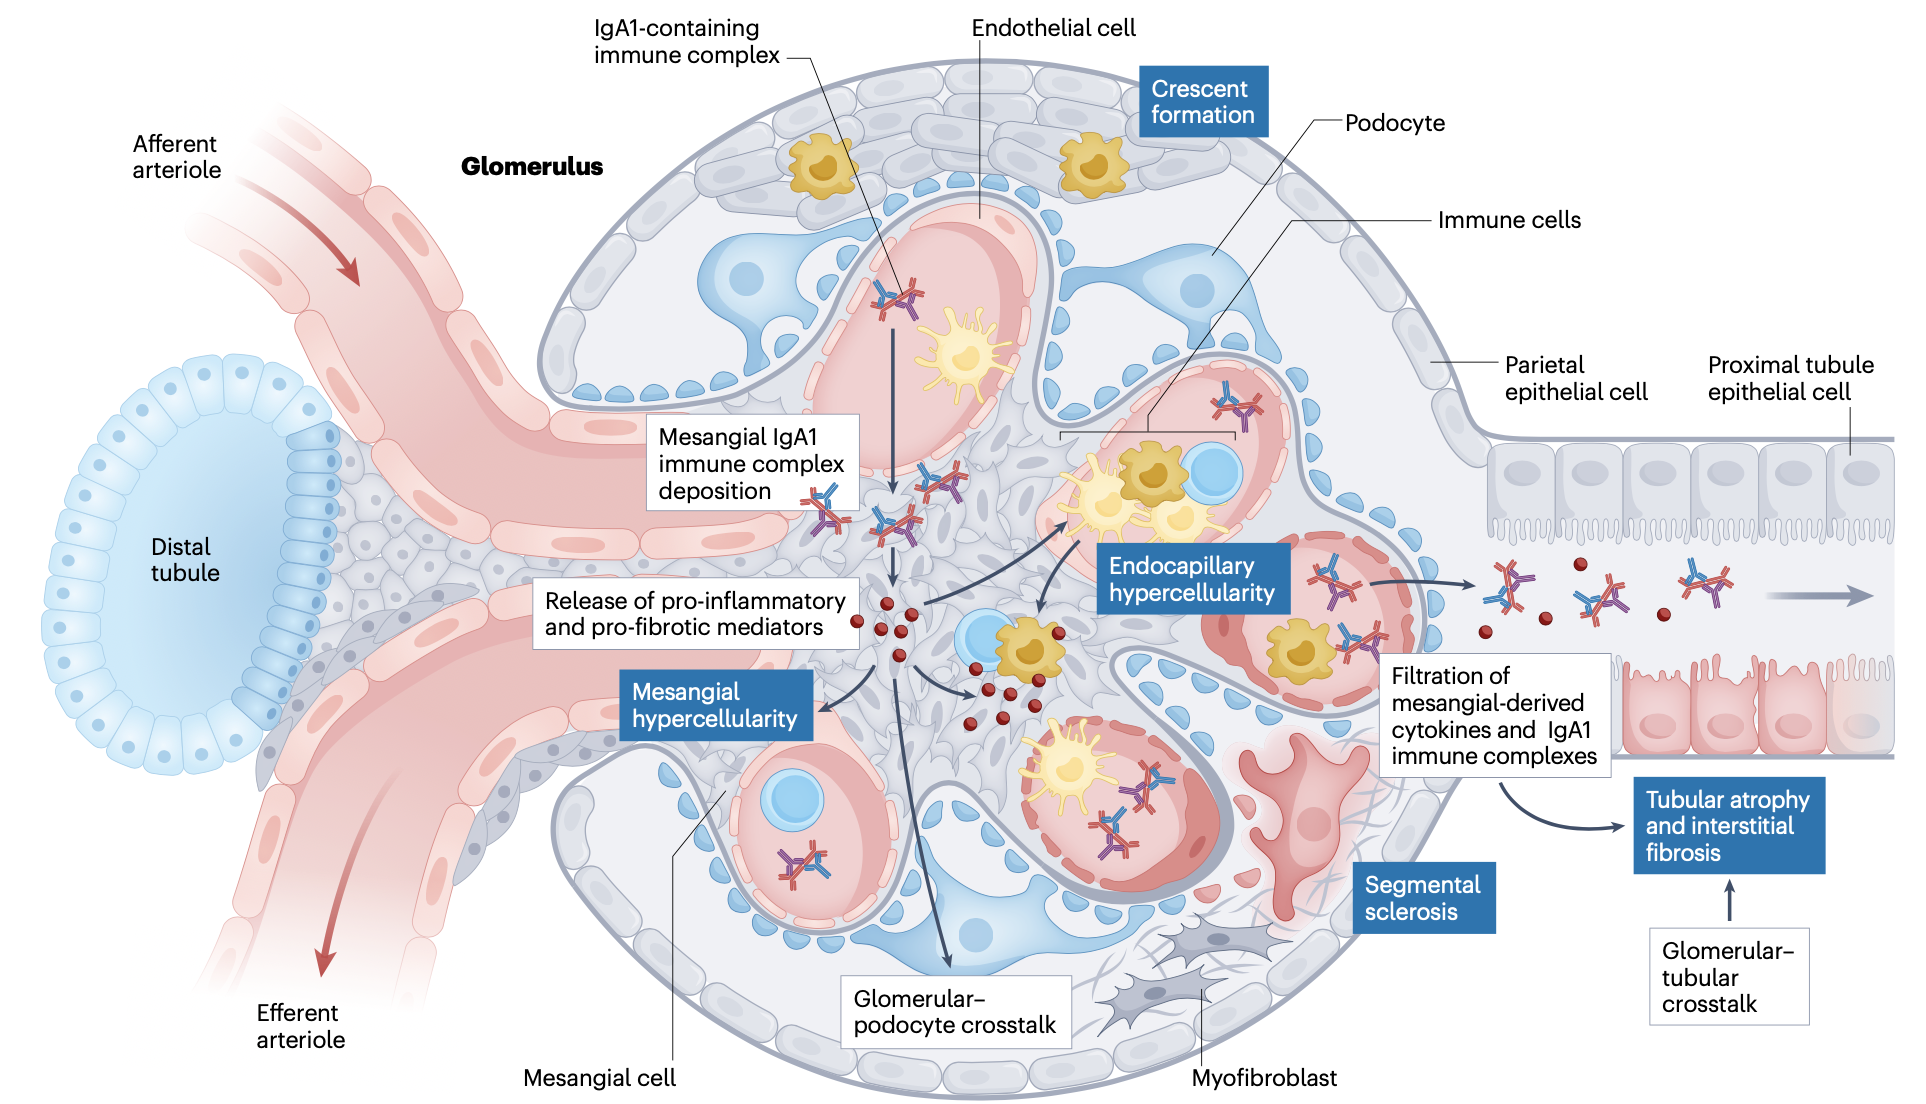 IgA1-containing
immune complex
Endothelial cell
Crescent
formation
Podocyte
Afferent
arteriole
Glomerulus
Immune cells
Parietal
epithelial cell
Proximal tubule
epithelial cell
Mesangial IgA1
immune complex
deposition
Distal
tubule
Endocapillary
hypercellularity
Release of pro-inflammatory
and pro-fibrotic mediators
Mesangial
hypercellularity
Filtration of
mesangial-derived
cytokines and IgA1
immune complexes
Tubular atrophy
and interstitial
fibrosis
Segmental
sclerosis
Glomerular–
tubular
crosstalk
Glomerular–
podocyte crosstalk
Efferent
arteriole
Mesangial cell
Myofibroblast